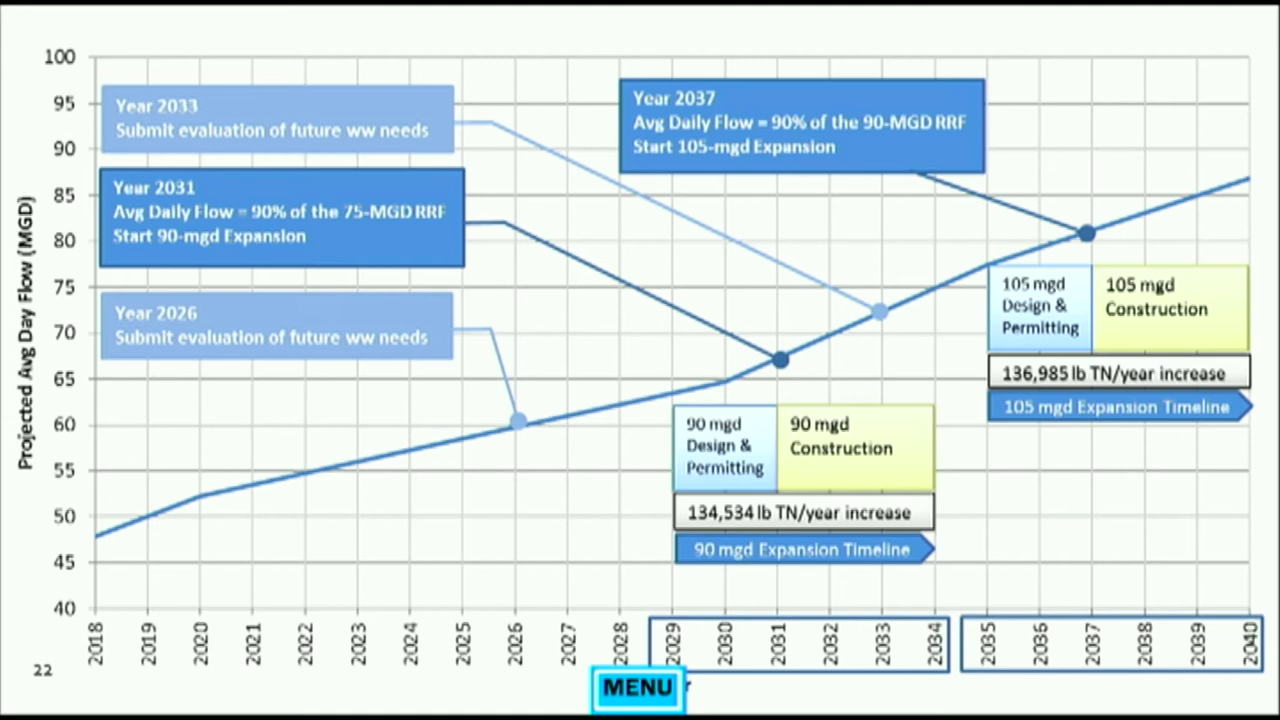 100
95
90
85
80
75
70
65
60
55
50
45
40
Projected Avg Day Flow (MGD)
Year 2033
Submit evaluation of future ww needs
Year 2031
Avg Daily Flow = 90% of the 75-MGD RRF
Start 90-mgd Expansion
Year 2026
Submit evaluation of future ww needs
Year 2037
Avg Daily Flow = 90% of the 90-MGD RRF
Start 105-mgd Expansion
105 mgd
Design &
Permitting
105 mgd
Construction
136,985 lb TN/year increase
105 mgd Expansion Timeline
90 mgd
Design &
Permitting
90 mgd
Construction
134,534 lb TN/year increase
90 mgd Expansion Timeline
2018
2019
2020
2021
2022
2023
2024
2025
2026
2027
2028
2029
2030
2031
2032
2033
2034
2035
2036
2037
2038
2039
2040
22
MENU